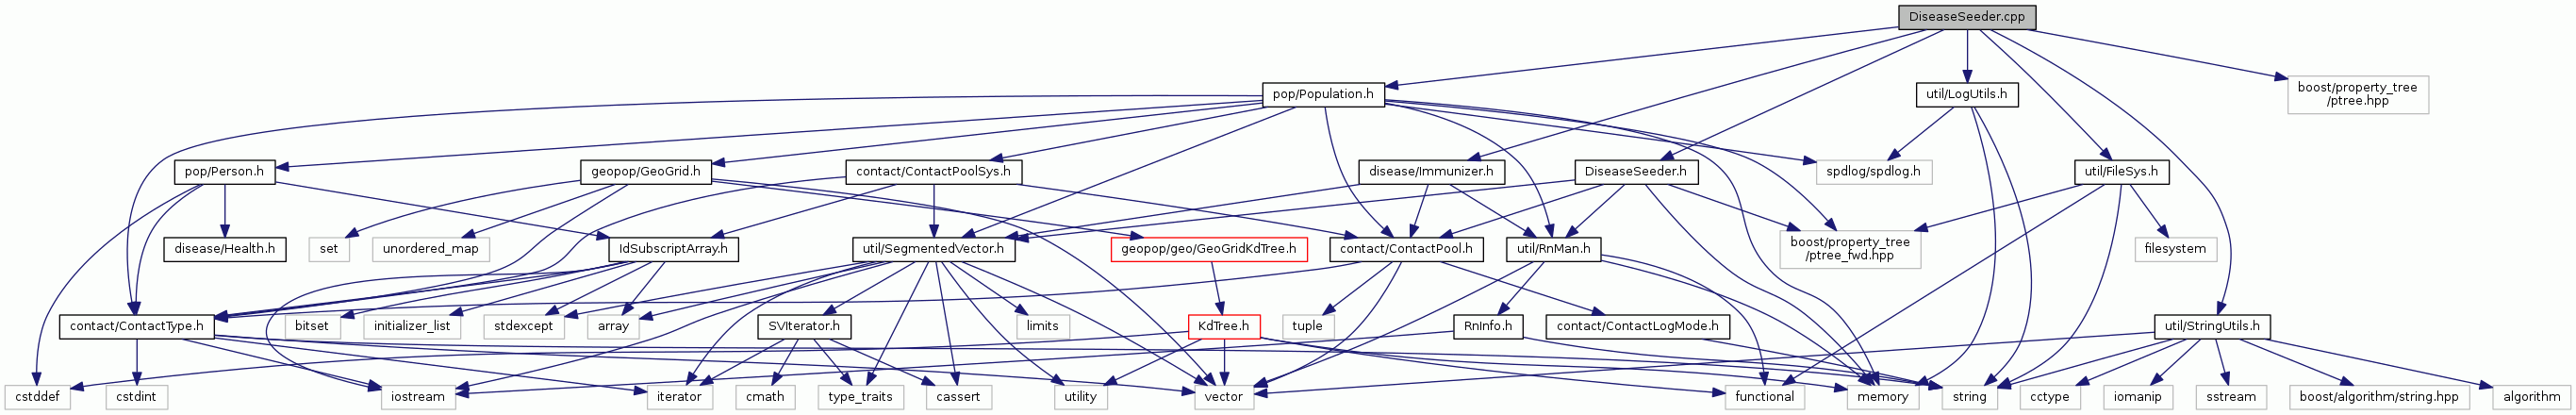 DiseaseSeeder.cpp
pop/Population.h
util/LogUtils.h
boost/property_tree
/ptree.hpp
pop/Person.h
geopop/GeoGrid.h
contact/ContactPoolSys.h
disease/Immunizer.h
DiseaseSeeder.h
spdlog/spdlog.h
util/FileSys.h
disease/Health.h
set
unordered_map
IdSubscriptArray.h
util/SegmentedVector.h
geopop/geo/GeoGridKdTree.h
contact/ContactPool.h
util/RnMan.h
boost/property_tree
/ptree_fwd.hpp
filesystem
contact/ContactType.h
bitset
initializer_list
stdexcept
array
SVIterator.h
limits
KdTree.h
tuple
RnInfo.h
contact/ContactLogMode.h
util/StringUtils.h
cstddef
cstdint
iostream
iterator
cmath
type_traits
cassert
utility
vector
functional
memory
string
cctype
iomanip
sstream
boost/algorithm/string.hpp
algorithm